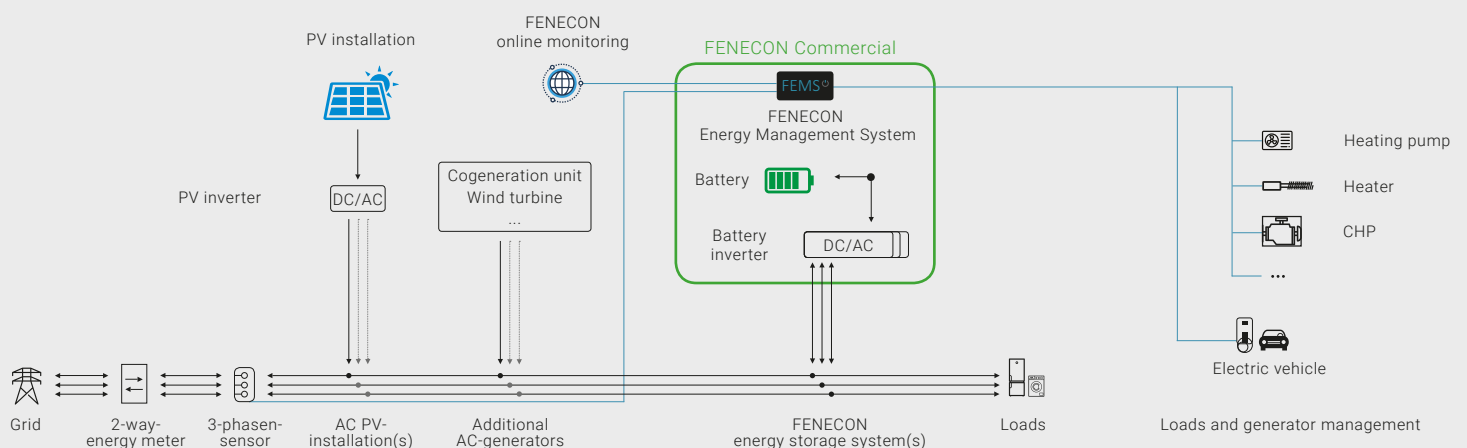 FENECON
online monitoring
PV installation
FENECON Commercial
FEMS
FENECON
Energy Management System
Heating pump
Cogeneration unit
Wind turbine
...
Battery
Heater
PV inverter
DC/AC
Battery
inverter
DC/AC
CHP
...
Electric vehicle
Grid
2-way-
energy meter
3-phasen-
sensor
AC PV-
installation(s)
Additional
AC-generators
FENECON
energy storage system(s)
Loads
Loads and generator management